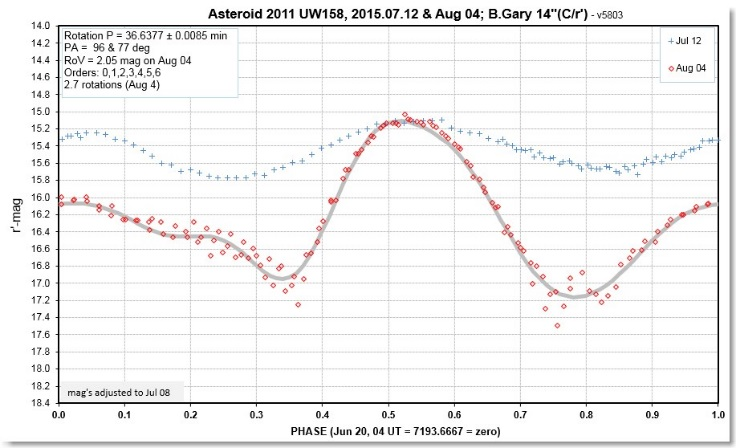 Asteroid 2011 UW158, 2015.07.12 & Aug 04; B.Gary 14"(C/r') - v5803
Rotation P = 36.6377 ± 0.0085 min
PA = 96 & 77 deg
RoV = 2.05 mag on Aug 04
Orders: 0,1,2,3,4,5,6
2.7 rotations (Aug 4)
Jul 12
Aug 04
14.0
14.2
14.4
14.6
14.8
15.0
15.2
15.4
15.6
15.8
16.0
16.2
16.4
16.6
16.8
17.0
17.2
17.4
17.6
17.8
18.0
18.2
18.4
r'-mag
mag's adjusted to Jul 08
0.0 0.1 0.2 0.3 0.4 0.5 0.6 0.7 0.8 0.9 1.0
PHASE (Jun 20, 04 UT = 7193.6667 = zero)